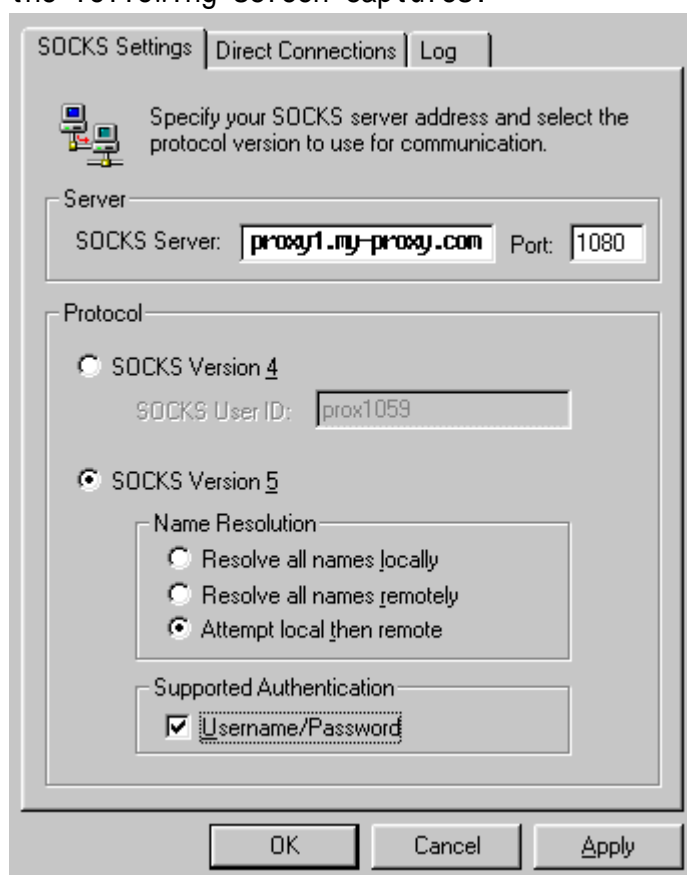 the following screen captures:
SOCKS Settings Direct Connections Log
Specify your SOCKS server address and select the
protocol version to use for communication.
Server
SOCKS Server: proxy1.my-proxy.com Port: 1080
Protocol
SOCKS Version 4
SOCKS User ID: prox1059
SOCKS Version 5
Name Resolution
Resolve all names locally
Resolve all names remotely
Attempt local then remote
Supported Authentication
Username/Password
OK Cancel Apply